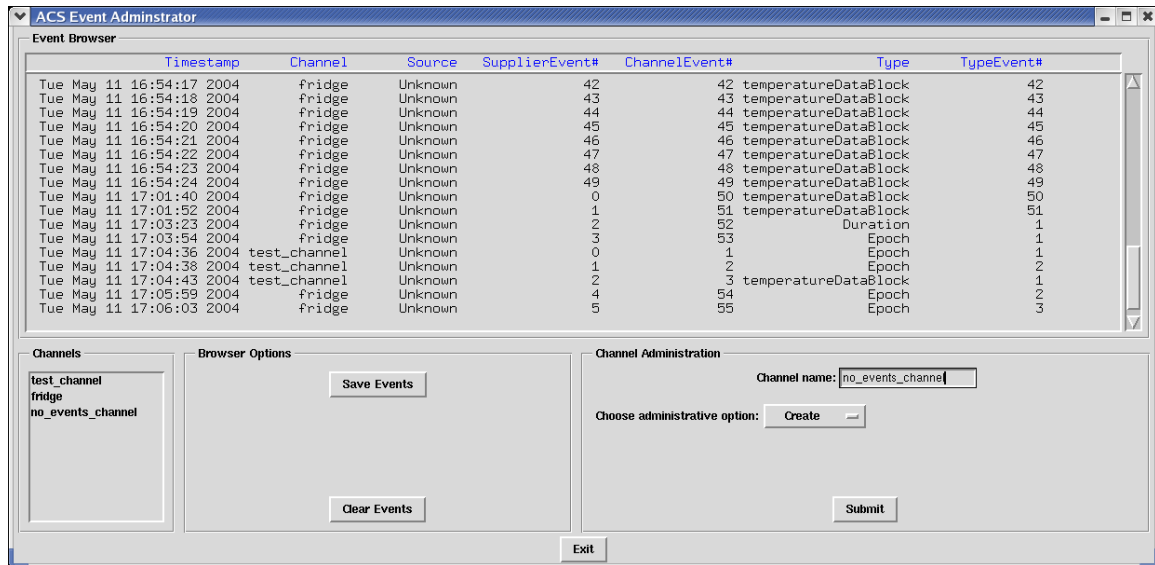 ACS Event Adminstrator
Event Browser
Timestamp Channel Source SupplierEvent# ChannelEvent# Type TypeEvent#
Tue May 11 16:54:17 2004 fridge Unknown 42 42 temperatureDataBlock 42
Tue May 11 16:54:18 2004 fridge Unknown 43 43 temperatureDataBlock 43
Tue May 11 16:54:19 2004 fridge Unknown 44 44 temperatureDataBlock 44
Tue May 11 16:54:20 2004 fridge Unknown 45 45 temperatureDataBlock 45
Tue May 11 16:54:21 2004 fridge Unknown 46 46 temperatureDataBlock 46
Tue May 11 16:54:22 2004 fridge Unknown 47 47 temperatureDataBlock 47
Tue May 11 16:54:23 2004 fridge Unknown 48 48 temperatureDataBlock 48
Tue May 11 16:54:24 2004 fridge Unknown 49 49 temperatureDataBlock 49
Tue May 11 17:01:40 2004 fridge Unknown 0 50 temperatureDataBlock 50
Tue May 11 17:01:52 2004 fridge Unknown 1 51 temperatureDataBlock 51
Tue May 11 17:03:23 2004 fridge Unknown 2 52 Duration 1
Tue May 11 17:03:54 2004 fridge Unknown 3 53 Epoch 1
Tue May 11 17:04:36 2004 test_channel Unknown 0 1 Epoch 1
Tue May 11 17:04:38 2004 test_channel Unknown 1 2 Epoch 2
Tue May 11 17:04:43 2004 test_channel Unknown 2 3 temperatureDataBlock 1
Tue May 11 17:05:59 2004 fridge Unknown 4 54 Epoch 2
Tue May 11 17:06:03 2004 fridge Unknown 5 55 Epoch 3
Channels
test_channel
fridge
no_events_channel
Browser Options
Save Events
Clear Events
Channel Administration
Channel name: no_events_channel
Choose administrative option: Create
Submit
Exit